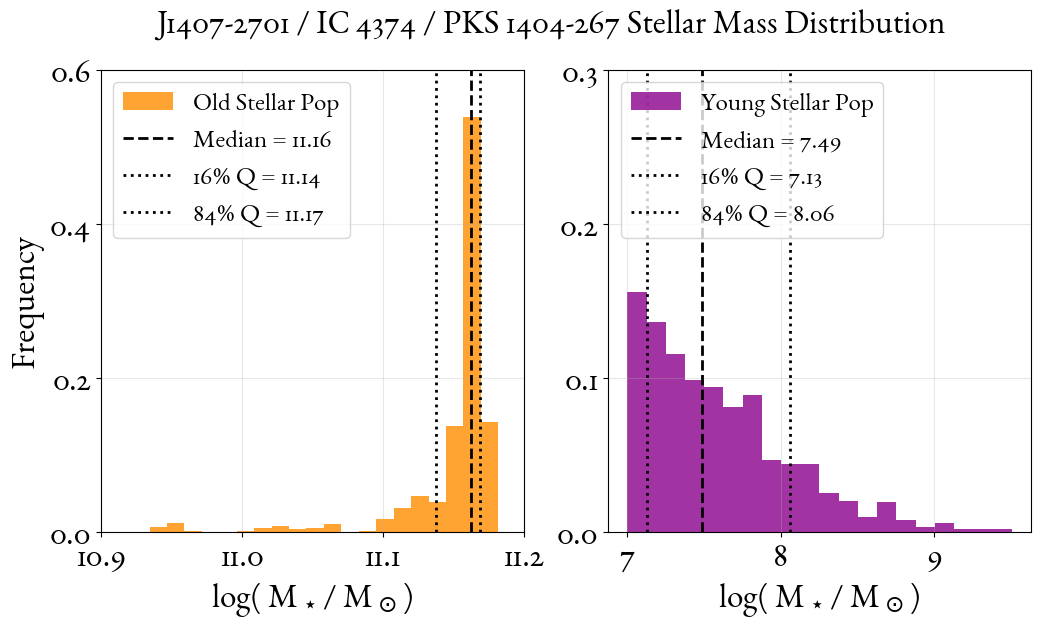 J1407-2701 / IC 4374 / PKS 1404-267 Stellar Mass Distribution
Frequency
0.6
0.4
0.2
0.0
10.9
11.0
11.1
11.2
Old Stellar Pop
Median = 11.16
16% Q = 11.14
84% Q = 11.17
log( M ⋆ / M ⊙ )
0.3
0.2
0.1
0.0
7
8
9
Young Stellar Pop
Median = 7.49
16% Q = 7.13
84% Q = 8.06
log( M ⋆ / M ⊙ )